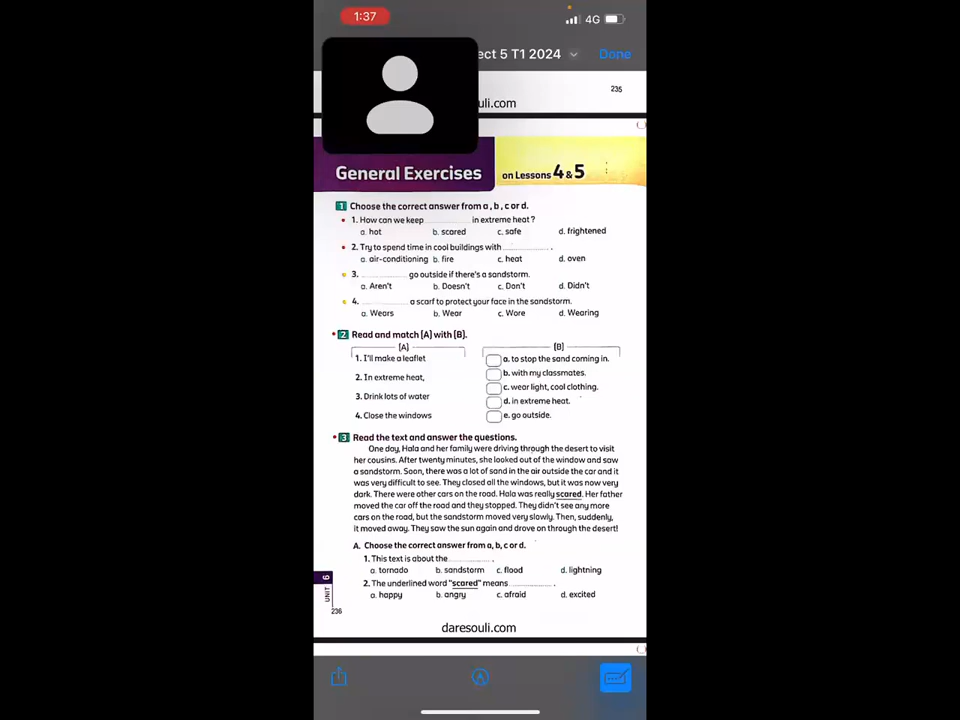 1:37
4G
ect 5 T1 2024
Done
235
uli.com
General Exercises
on Lessons 4 & 5
1 Choose the correct answer from a, b, c or d.
1. How can we keep .......... in extreme heat?
a. hot b. scared c. safe d. frightened
2. Try to spend time in cool buildings with .......... .
a. air-conditioning b. fire c. heat d. oven
3. .......... go outside if there's a sandstorm.
a. Aren't b. Doesn't c. Don't d. Didn't
4. .......... a scarf to protect your face in the sandstorm.
a. Wears b. Wear c. Wore d. Wearing
2 Read and match (A) with (B).
(A) (B)
1. I'll make a leaflet a. to stop the sand coming in.
b. with my classmates.
2. In extreme heat, c. wear light, cool clothing.
3. Drink lots of water d. in extreme heat.
4. Close the windows e. go outside.
3 Read the text and answer the questions.
One day, Hala and her family were driving through the desert to visit
her cousins. After twenty minutes, she looked out of the window and saw
a sandstorm. Soon, there was a lot of sand in the air outside the car and it
was very difficult to see. They closed all the windows, but it was now very
dark. There were other cars on the road. Hala was really scared. Her father
moved the car off the road and they stopped. They didn't see any more
cars on the road, but the sandstorm moved very slowly. Then, suddenly,
it moved away. They saw the sun again and drove on through the desert!
A. Choose the correct answer from a, b, c or d.
1. This text is about the .......... .
a. tornado b. sandstorm c. flood d. lightning
2. The underlined word "scared" means .......... .
a. happy b. angry c. afraid d. excited
UNIT 6
236
daresouli.com